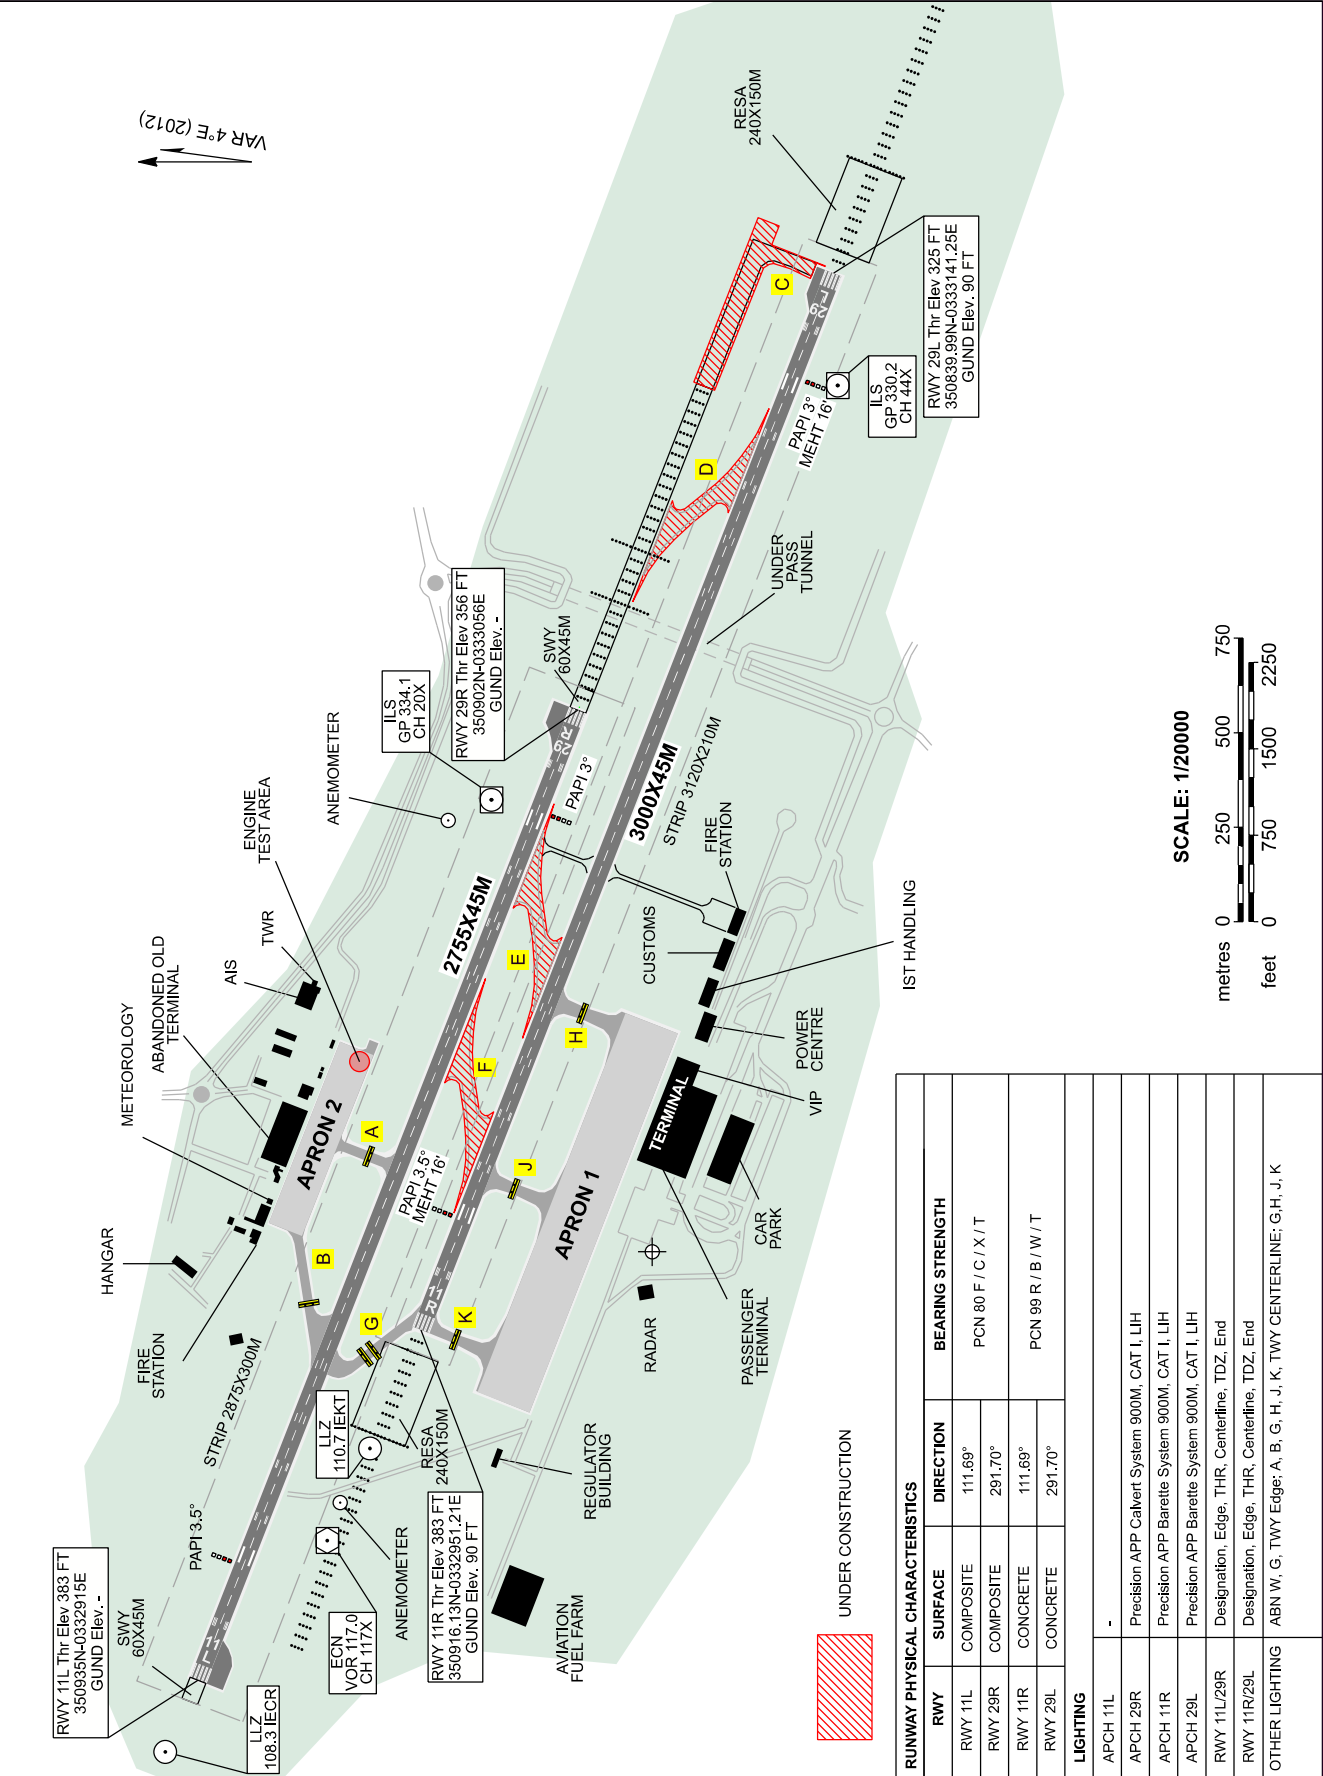 VAR 4°E (2012)
RESA
240X150M
RWY 29L Thr Elev 325 FT
350839.99N-0333141.25E
GUND Elev. 90 FT
ILS
GP 330.2
CH 44X
PAPI 3°
MEHT 16'
C
29
L
D
UNDER
PASS
TUNNEL
RWY 29R Thr Elev 356 FT
350902N-0333056E
GUND Elev. -
SWY
60X45M
ILS
GP 334.1
CH 20X
ANEMOMETER
29
R
PAPI 3°
3000X45M
STRIP 3120X210M
2755X45M
ENGINE
TEST AREA
TWR
AIS
ABANDONED OLD
TERMINAL
METEOROLOGY
HANGAR
FIRE
STATION
APRON 2
A
B
E
F
G
H
J
K
PAPI 3.5°
MEHT 16'
11
R
FIRE
STATION
CUSTOMS
IST HANDLING
POWER
CENTRE
VIP
TERMINAL
CAR
PARK
PASSENGER
TERMINAL
RADAR
APRON 1
STRIP 2875X300M
PAPI 3.5°
LLZ
110.7 IEKT
RESA
240X150M
REGULATOR
BUILDING
RWY 11R Thr Elev 383 FT
350916.13N-0332951.21E
GUND Elev. 90 FT
ANEMOMETER
ECN
VOR 117.0
CH 117X
AVIATION
FUEL FARM
RWY 11L Thr Elev 383 FT
350935N-0332915E
GUND Elev. -
SWY
60X45M
11
L
LLZ
108.3 IECR
SCALE: 1/20000
metres 0 250 500 750
feet 0 750 1500 2250
UNDER CONSTRUCTION
RUNWAY PHYSICAL CHARACTERISTICS
RWY SURFACE DIRECTION BEARING STRENGTH
RWY 11L COMPOSITE 111.69° PCN 80 F / C / X / T
RWY 29R COMPOSITE 291.70°
RWY 11R CONCRETE 111.69° PCN 99 R / B / W / T
RWY 29L CONCRETE 291.70°
LIGHTING
APCH 11L -
APCH 29R Precision APP Calvert System 900M, CAT I, LIH
APCH 11R Precision APP Barette System 900M, CAT I, LIH
APCH 29L Precision APP Barette System 900M, CAT I, LIH
RWY 11L/29R Designation, Edge, THR, Centerline, TDZ, End
RWY 11R/29L Designation, Edge, THR, Centerline, TDZ, End
OTHER LIGHTING ABN W, G, TWY Edge; A, B, G, H, J, K, TWY CENTERLINE; G,H, J, K